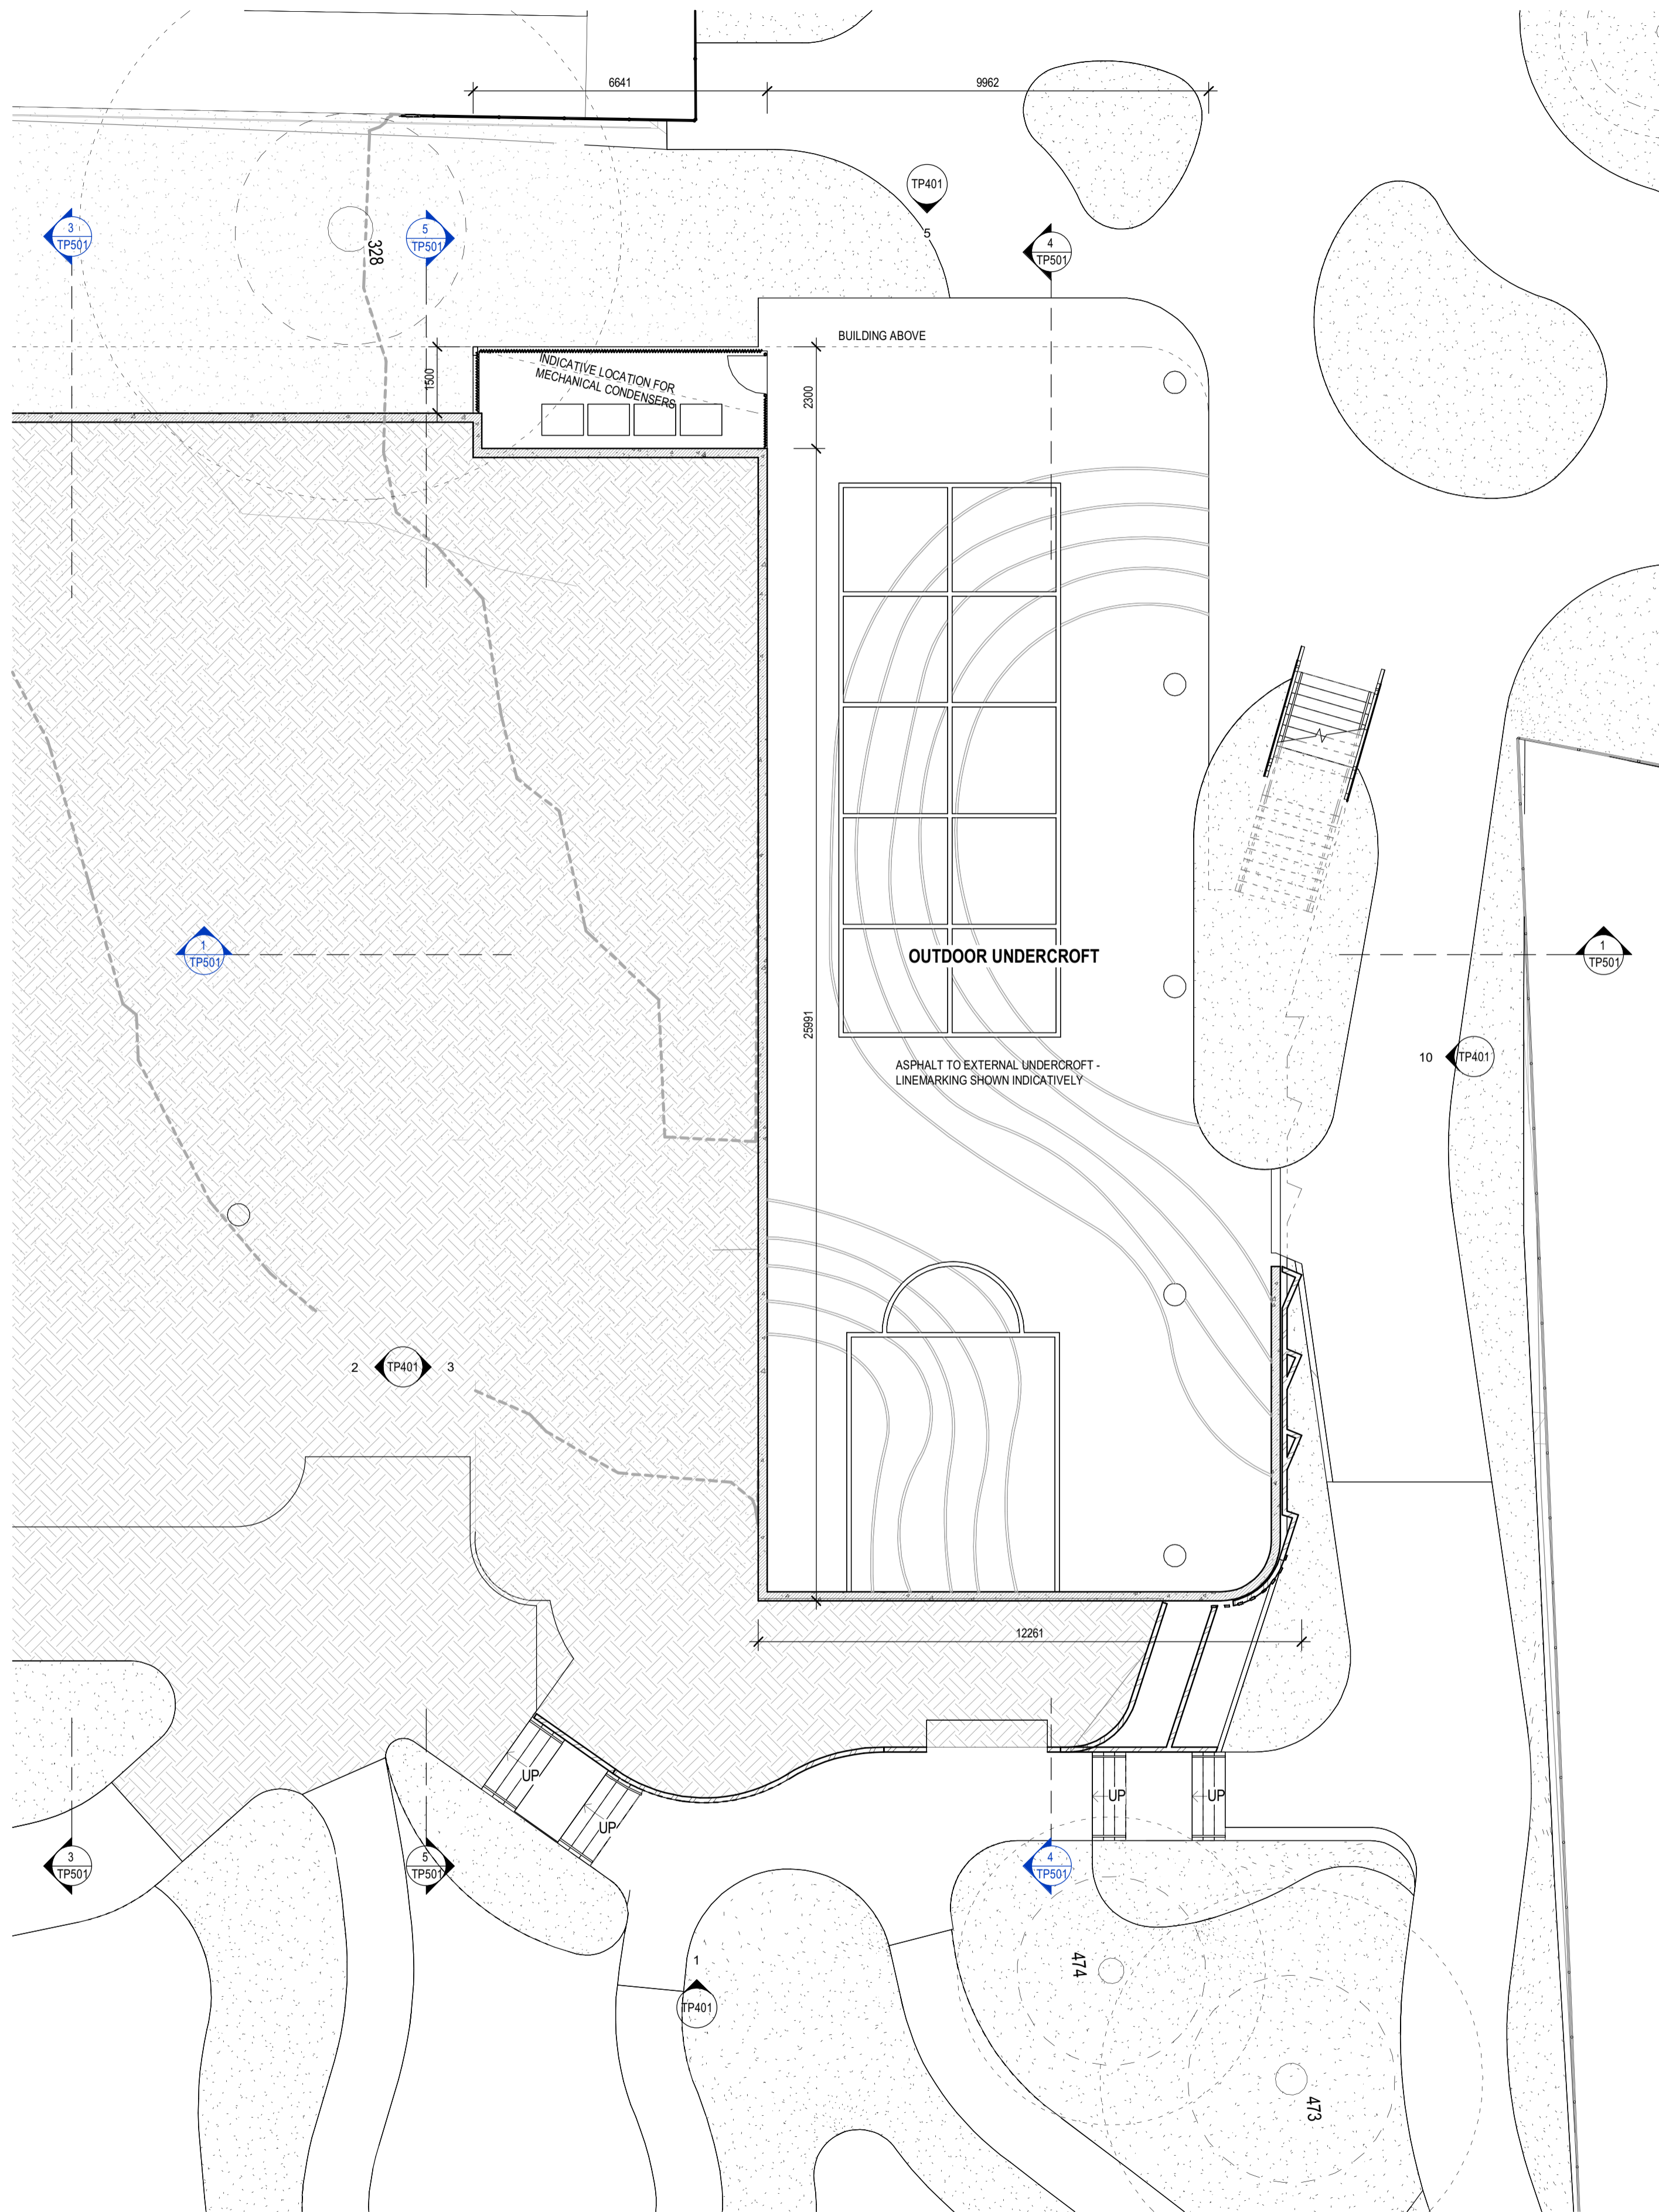 6641
9962
TP401
5
3
TP501
5
TP501
328
4
TP501
BUILDING ABOVE
INDICATIVE LOCATION FOR
MECHANICAL CONDENSERS
1500
2300
OUTDOOR UNDERCROFT
1
TP501
1
TP501
25991
10
TP401
ASPHALT TO EXTERNAL UNDERCROFT -
LINEMARKING SHOWN INDICATIVELY
2
TP401
3
12261
UP
UP
UP
UP
3
TP501
5
TP501
4
TP501
474
1
TP401
473